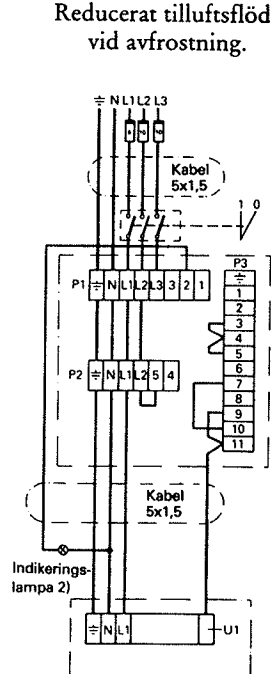 Reducerat tilluftsflöd
vid avfrostning.
⏚ N L1 L2 L3
Kabel
5x1,5
1 0
P3
P1 ⏚ N L1 L2 L3 3 2 1
⏚
1
2
3
4
5
6
7
8
9
10
11
P2 ⏚ N L1 L2 5 4
Kabel
5x1,5
Indikerings-
lampa 2)
⏚ N L1 U1